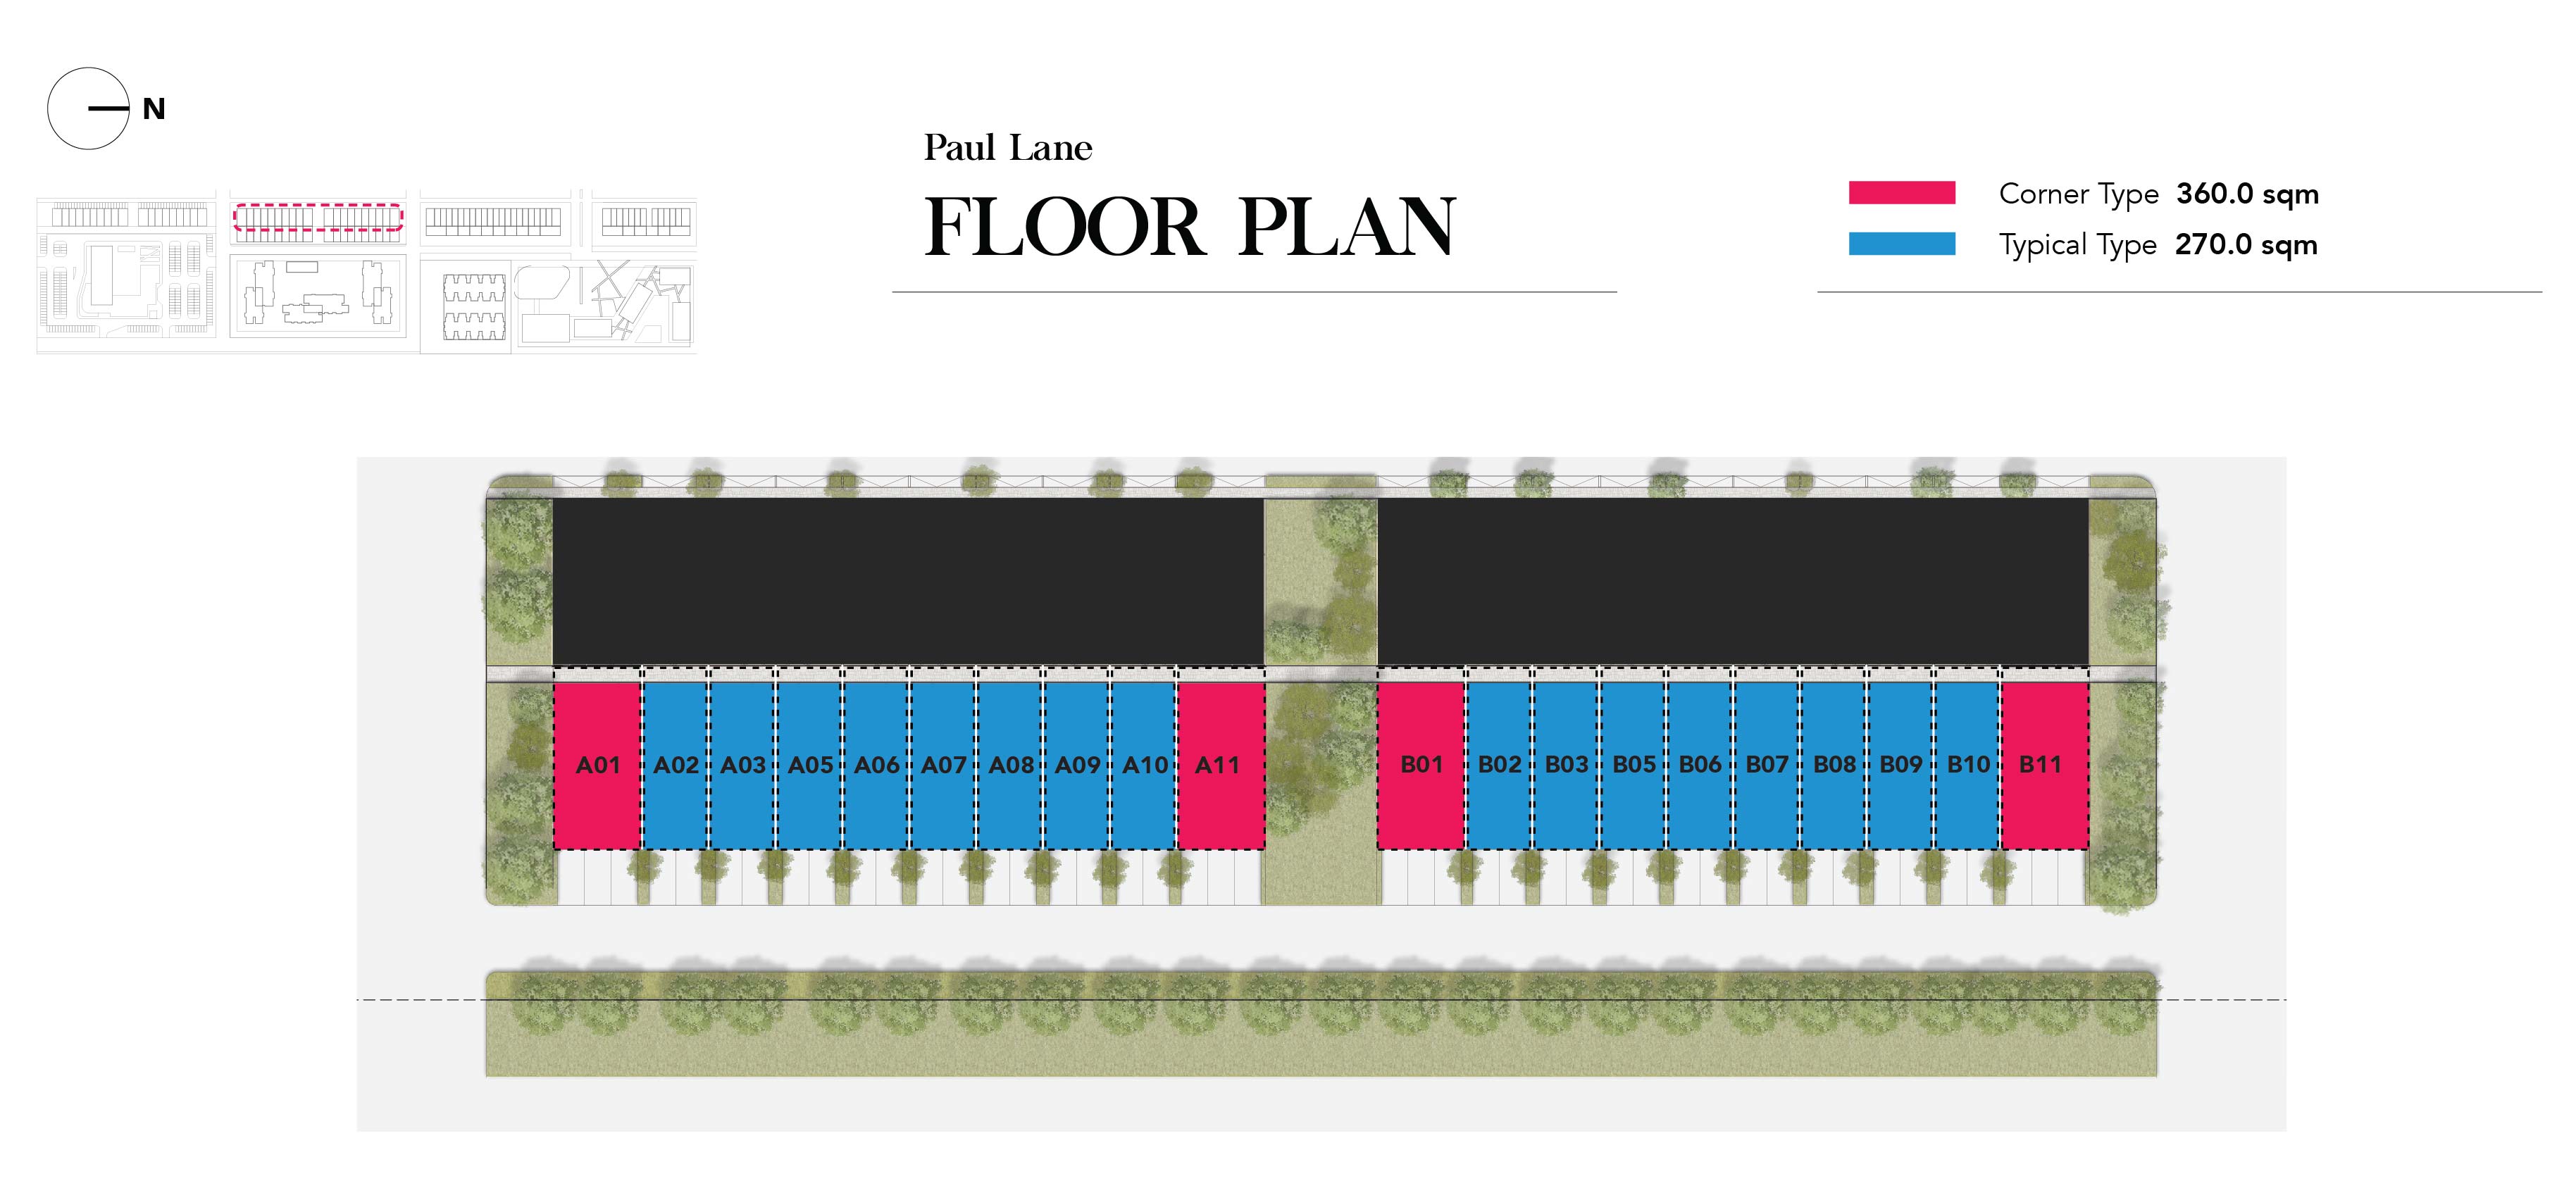 N
Paul Lane
FLOOR PLAN
Corner Type 360.0 sqm
Typical Type 270.0 sqm
A01 A02 A03 A05 A06 A07 A08 A09 A10 A11 B01 B02 B03 B05 B06 B07 B08 B09 B10 B11